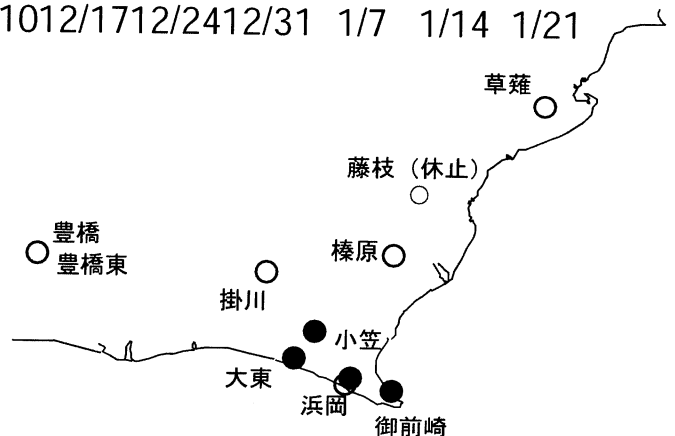 1012/1712/2412/31 1/7 1/14 1/21
草薙
藤枝（休止）
豊橋
豊橋東
榛原
掛川
小笠
大東
浜岡
御前崎